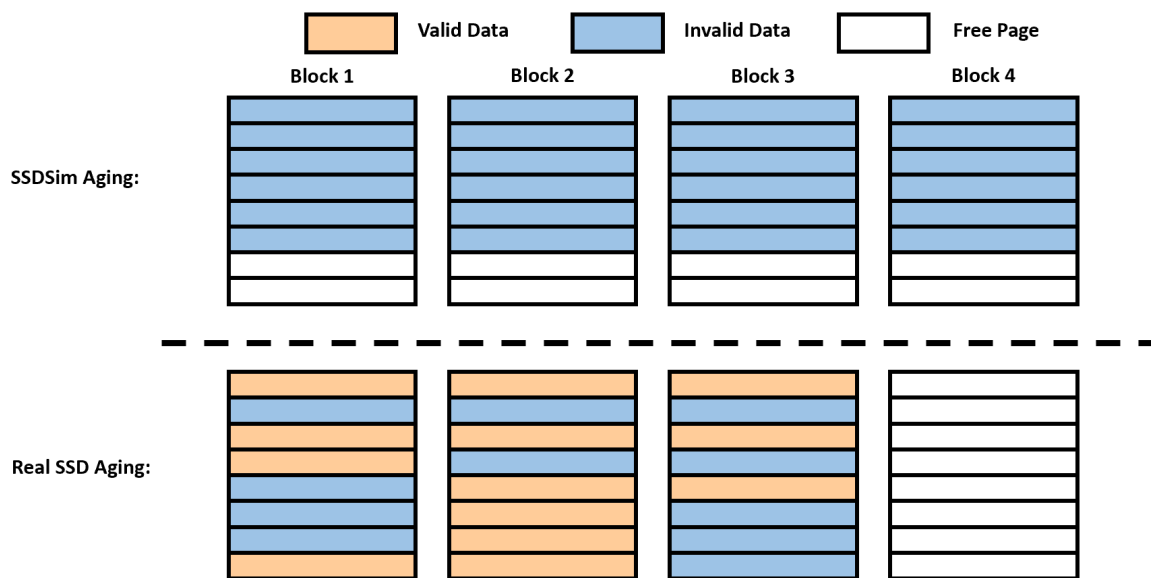 Valid Data
Invalid Data
Free Page
Block 1
Block 2
Block 3
Block 4
SSDSim Aging:
Real SSD Aging: